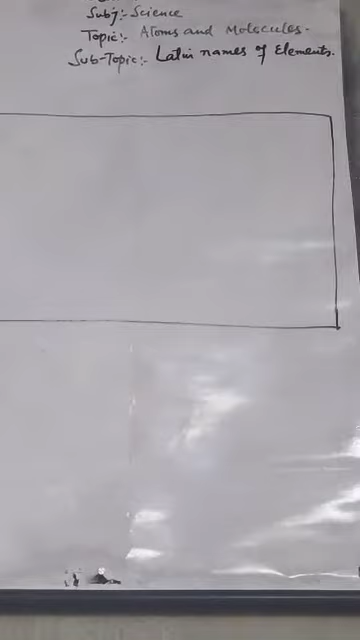 Subj:- Science
Topic:- Atoms and Molecules.
Sub-Topic:- Latin names of Elements.